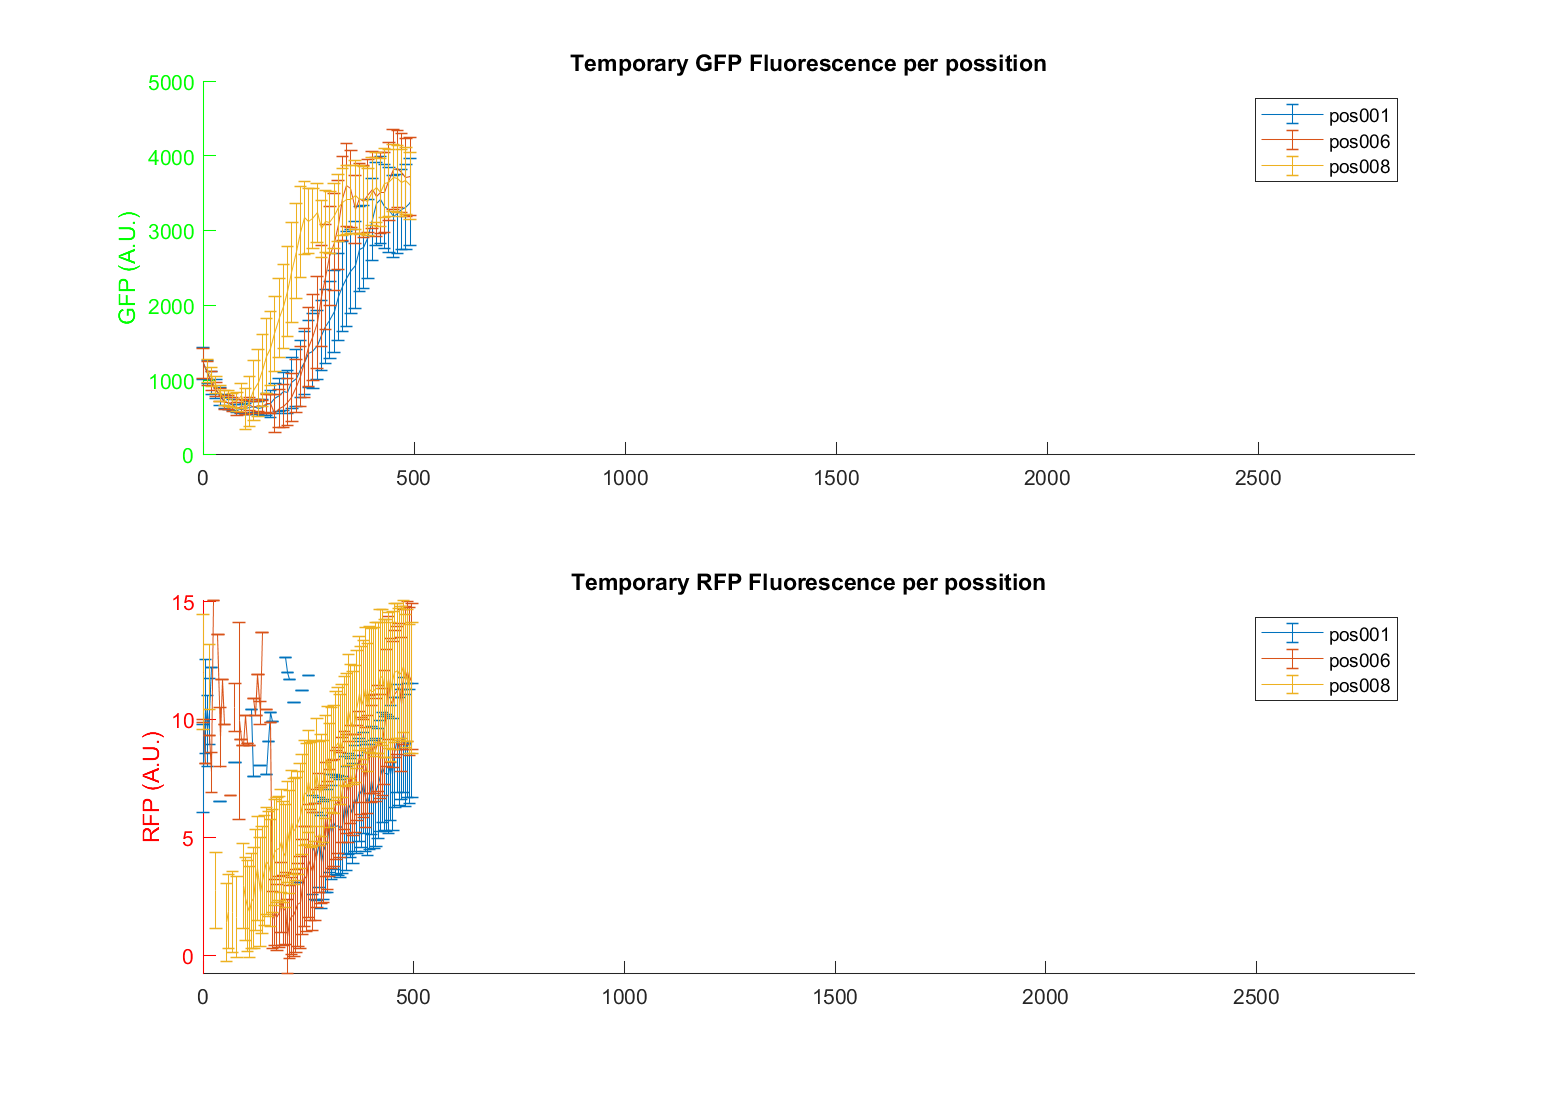 Temporary GFP Fluorescence per possition
5000
4000
3000
2000
1000
0
GFP (A.U.)
0 500 1000 1500 2000 2500
pos001
pos006
pos008
Temporary RFP Fluorescence per possition
15
10
5
0
RFP (A.U.)
0 500 1000 1500 2000 2500
pos001
pos006
pos008